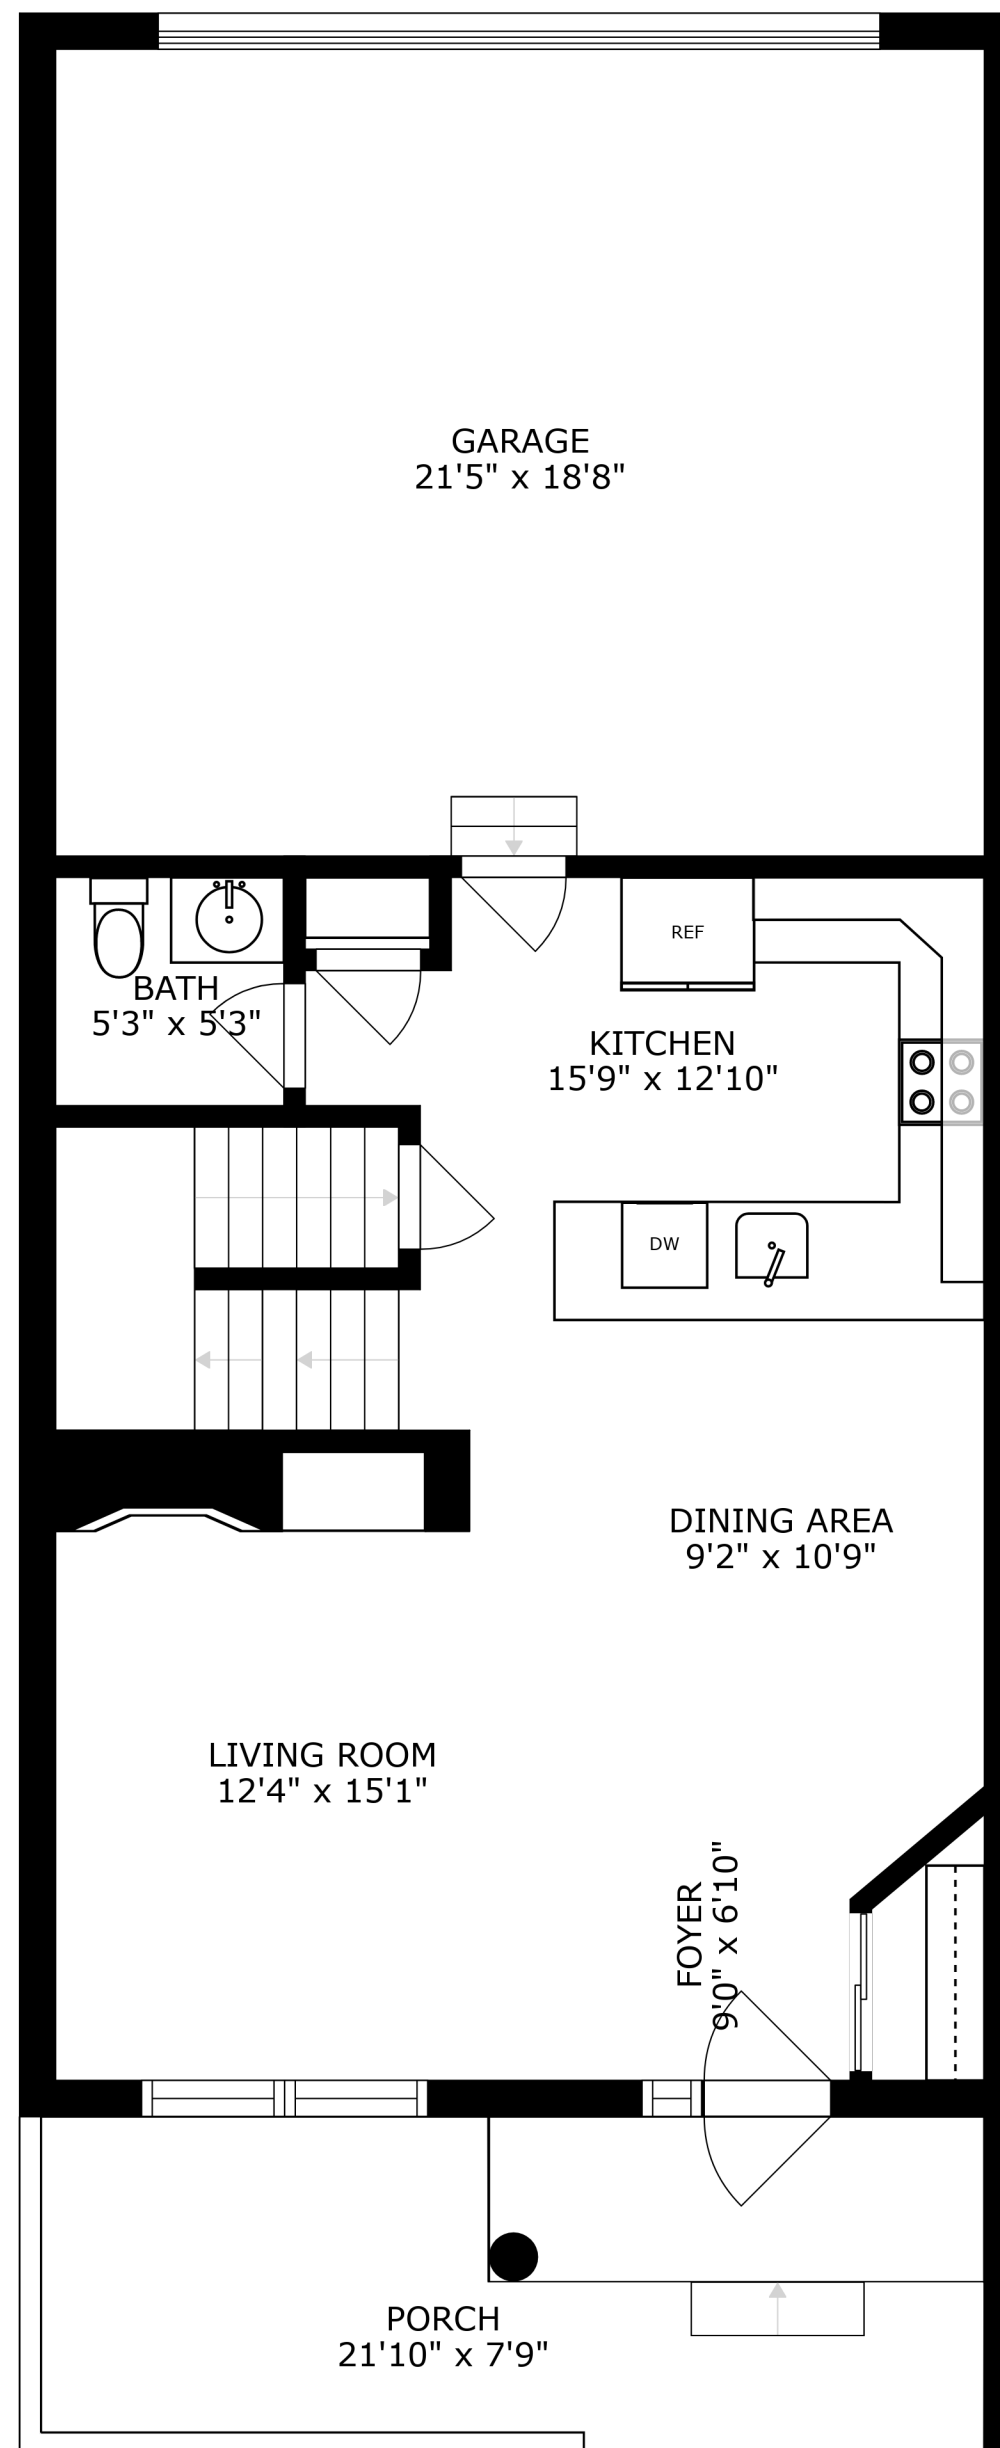 GARAGE
21'5" x 18'8"
REF
BATH
5'3" x 5'3"
KITCHEN
15'9" x 12'10"
DW
DINING AREA
9'2" x 10'9"
LIVING ROOM
12'4" x 15'1"
FOYER
9'0" x 6'10"
PORCH
21'10" x 7'9"